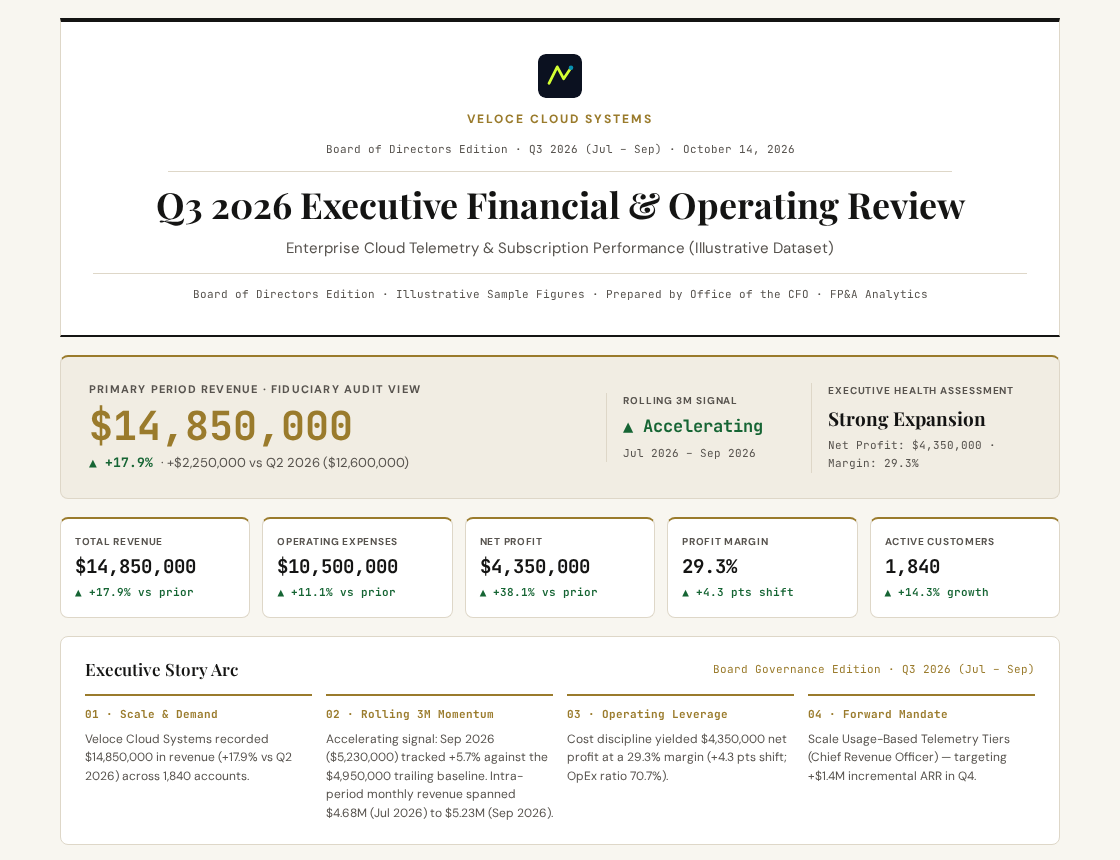 VELOCE CLOUD SYSTEMS
Board of Directors Edition · Q3 2026 (Jul – Sep) · October 14, 2026
Q3 2026 Executive Financial & Operating Review
Enterprise Cloud Telemetry & Subscription Performance (Illustrative Dataset)
Board of Directors Edition · Illustrative Sample Figures · Prepared by Office of the CFO · FP&A Analytics
PRIMARY PERIOD REVENUE · FIDUCIARY AUDIT VIEW
$14,850,000
▲ +17.9% · +$2,250,000 vs Q2 2026 ($12,600,000)
ROLLING 3M SIGNAL
▲ Accelerating
Jul 2026 – Sep 2026
EXECUTIVE HEALTH ASSESSMENT
Strong Expansion
Net Profit: $4,350,000 ·
Margin: 29.3%
TOTAL REVENUE
$14,850,000
▲ +17.9% vs prior
OPERATING EXPENSES
$10,500,000
▲ +11.1% vs prior
NET PROFIT
$4,350,000
▲ +38.1% vs prior
PROFIT MARGIN
29.3%
▲ +4.3 pts shift
ACTIVE CUSTOMERS
1,840
▲ +14.3% growth
Executive Story Arc
Board Governance Edition · Q3 2026 (Jul – Sep)
01 · Scale & Demand
Veloce Cloud Systems recorded
$14,850,000 in revenue (+17.9% vs Q2
2026) across 1,840 accounts.
02 · Rolling 3M Momentum
Accelerating signal: Sep 2026
($5,230,000) tracked +5.7% against the
$4,950,000 trailing baseline. Intra-
period monthly revenue spanned
$4.68M (Jul 2026) to $5.23M (Sep 2026).
03 · Operating Leverage
Cost discipline yielded $4,350,000 net
profit at a 29.3% margin (+4.3 pts shift;
OpEx ratio 70.7%).
04 · Forward Mandate
Scale Usage-Based Telemetry Tiers
(Chief Revenue Officer) — targeting
+$1.4M incremental ARR in Q4.